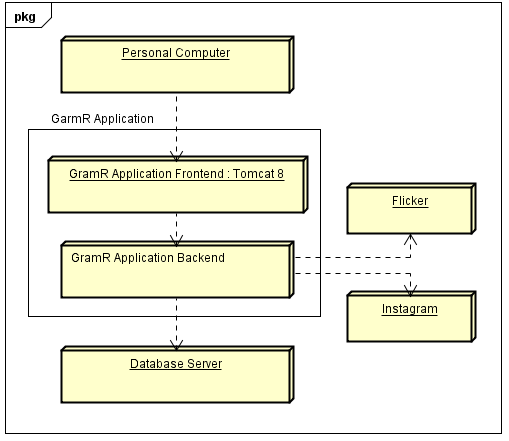 pkg
Personal Computer
GarmR Application
GramR Application Frontend : Tomcat 8
Flicker
GramR Application Backend
Instagram
Database Server